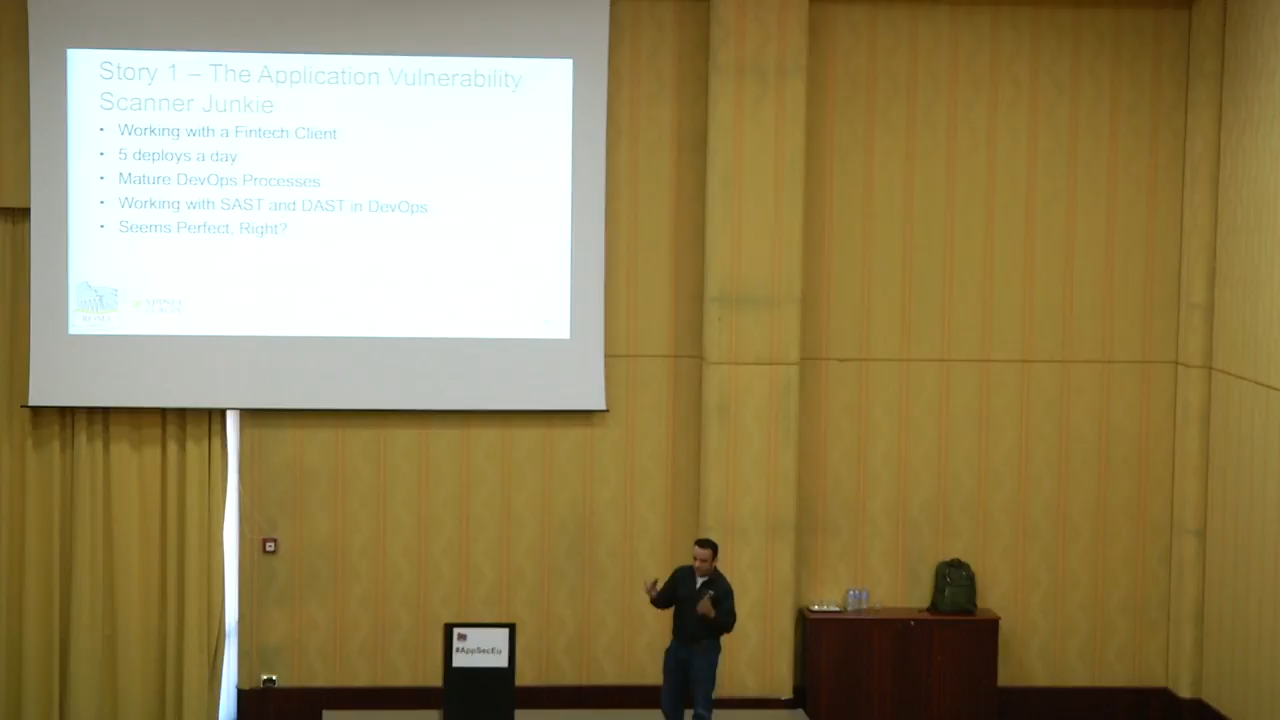 Story 1 – The Application Vulnerability
Scanner Junkie
• Working with a Fintech Client
• 5 deploys a day
• Mature DevOps Processes
• Working with SAST and DAST in DevOps
• Seems Perfect, Right?
#AppSecEu